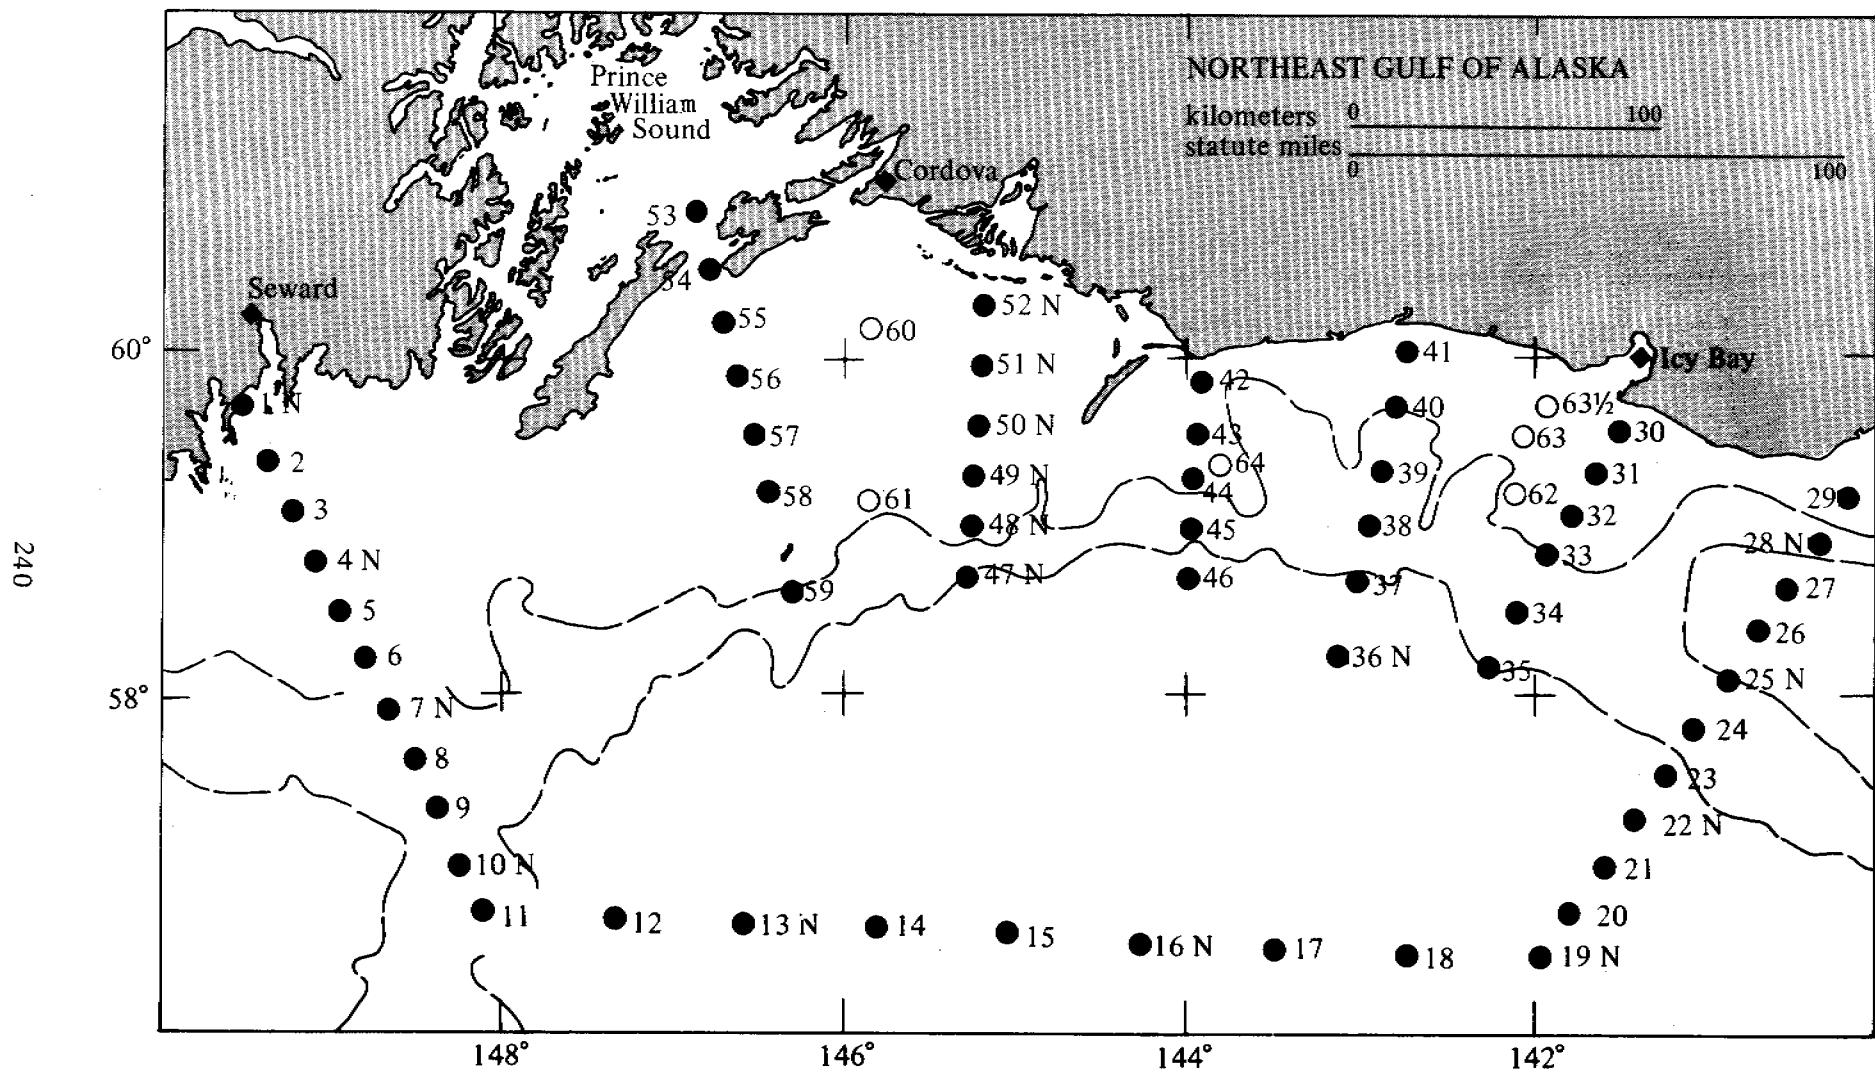 Prince
William
Sound
NORTHEAST GULF OF ALASKA
kilometers 0 100
statute miles 0 100
Cordova
53
54
Seward
55
60
52 N
60°
51 N
41
Icy Bay
56
42
1 N
40
63½
57
50 N
43
63
30
2
64
49 N
39
31
58
61
44
62
29
3
48 N
45
38
32
28 N
4 N
33
240
47 N
46
37
27
59
5
34
26
6
36 N
35
25 N
58°
7 N
24
8
23
9
22 N
10 N
21
11
12
13 N
14
15
16 N
17
18
19 N
20
148°
146°
144°
142°